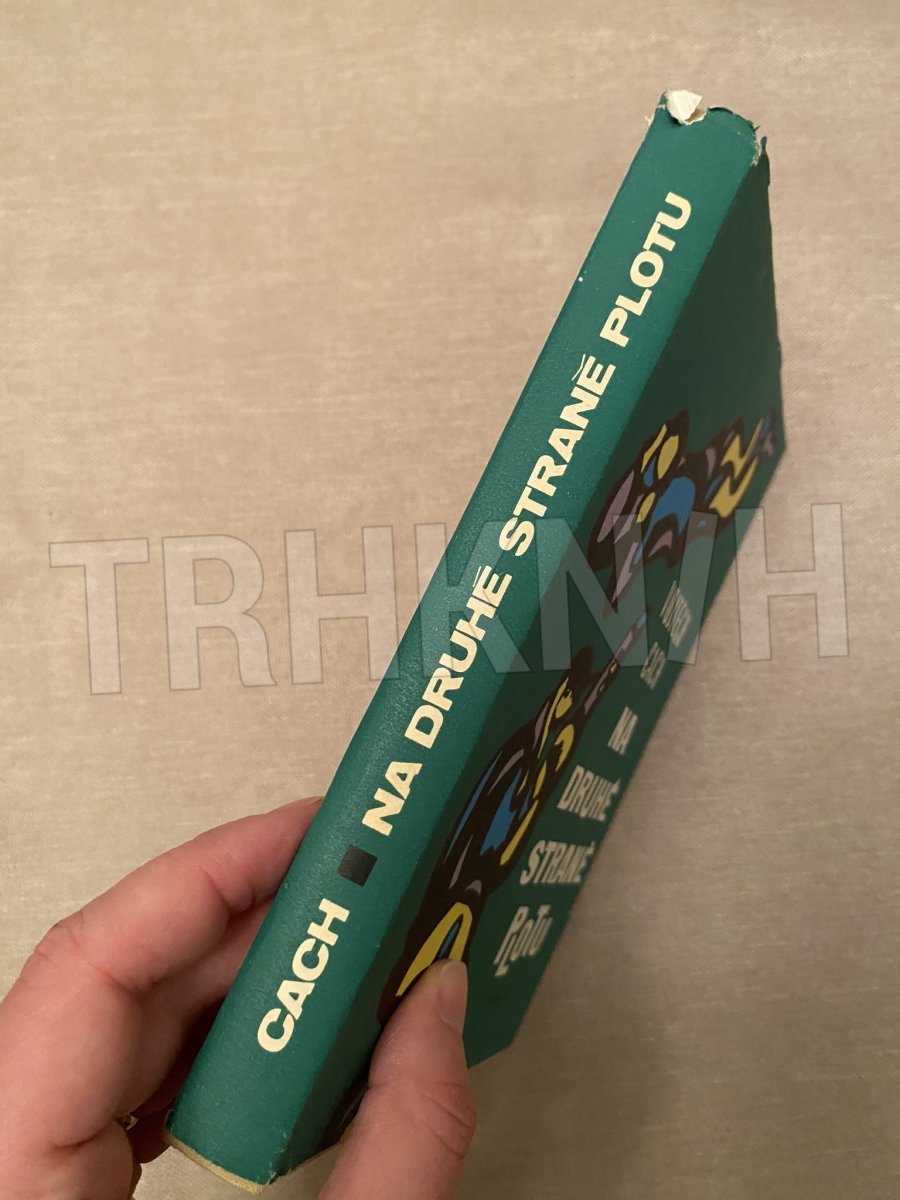 CACH ■ NA DRUHÉ STRANĚ PLOTU
NA
DRUHÉ
STRANĚ
PLOTU
TRHKNIH